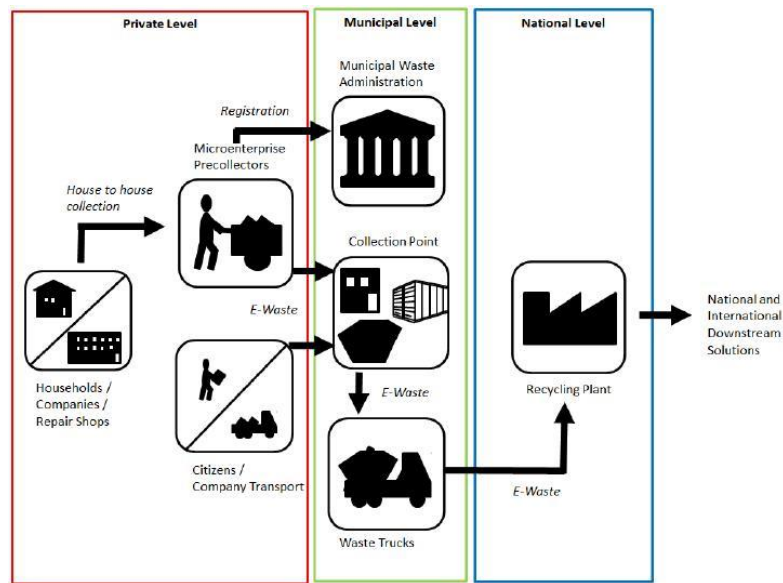 Private Level
Municipal Level
National Level
Municipal Waste
Administration
Registration
Microenterprise
Precollectors
House to house
collection
Collection Point
E-Waste
National and
International
Downstream
Solutions
Households /
Companies /
Repair Shops
E-Waste
Recycling Plant
Citizens /
Company Transport
E-Waste
Waste Trucks